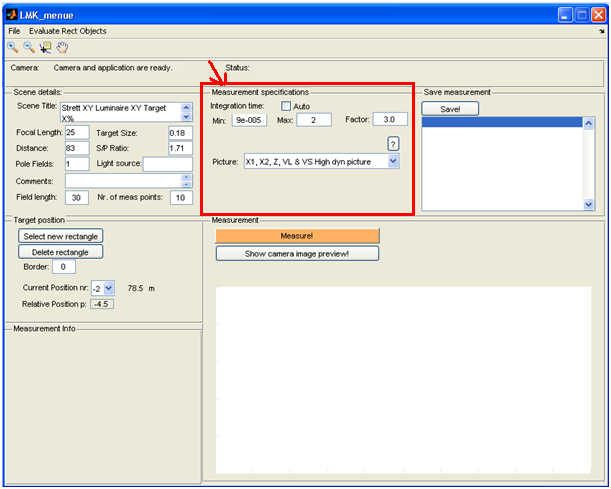 LMK_menue
File Evaluate Rect Objects
Camera: Camera and application are ready. Status:
Scene details:
Scene Title: Strett XY Luminaire XY Target X%
Focal Length: 25 Target Size: 0.18
Distance: 83 S/P Ratio: 1.71
Pole Fields: 1 Light source:
Comments:
Field length: 30 Nr. of meas points: 10
Measurement specifications
Integration time: Auto
Min: 9e-005 Max: 2 Factor: 3.0
?
Picture: X1, X2, Z, VL & VS High dyn picture
Save measurement
Save!
Target position
Select new rectangle
Delete rectangle
Border: 0
Current Position nr: -2 78.5 m
Relative Position p: -4.5
Measurement
Measure!
Show camera image preview!
Measurement Info